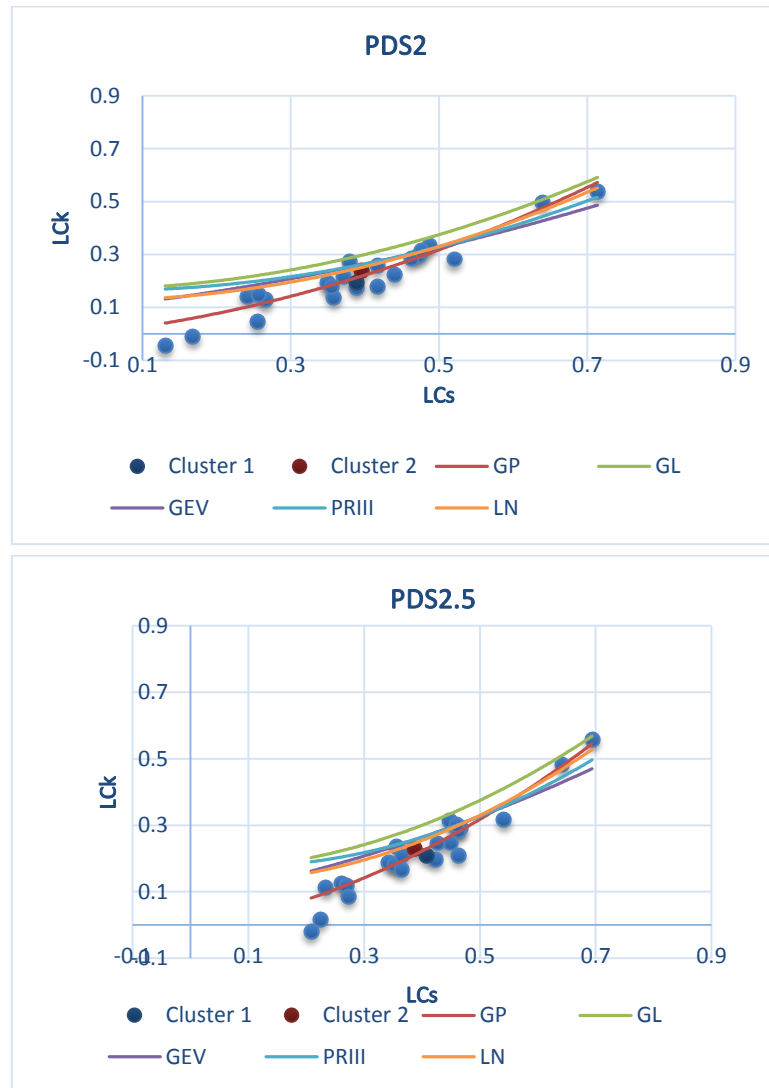 PDS2
0.9
0.7
0.5
0.3
0.1
-0.1
LCk
0.1 0.3 0.5 0.7 0.9
LCs
Cluster 1 Cluster 2 GP GL
GEV PRIII LN
PDS2.5
0.9
0.7
0.5
0.3
0.1
-0.1
LCk
-0.1 0.1 0.3 0.5 0.7 0.9
LCs
Cluster 1 Cluster 2 GP GL
GEV PRIII LN